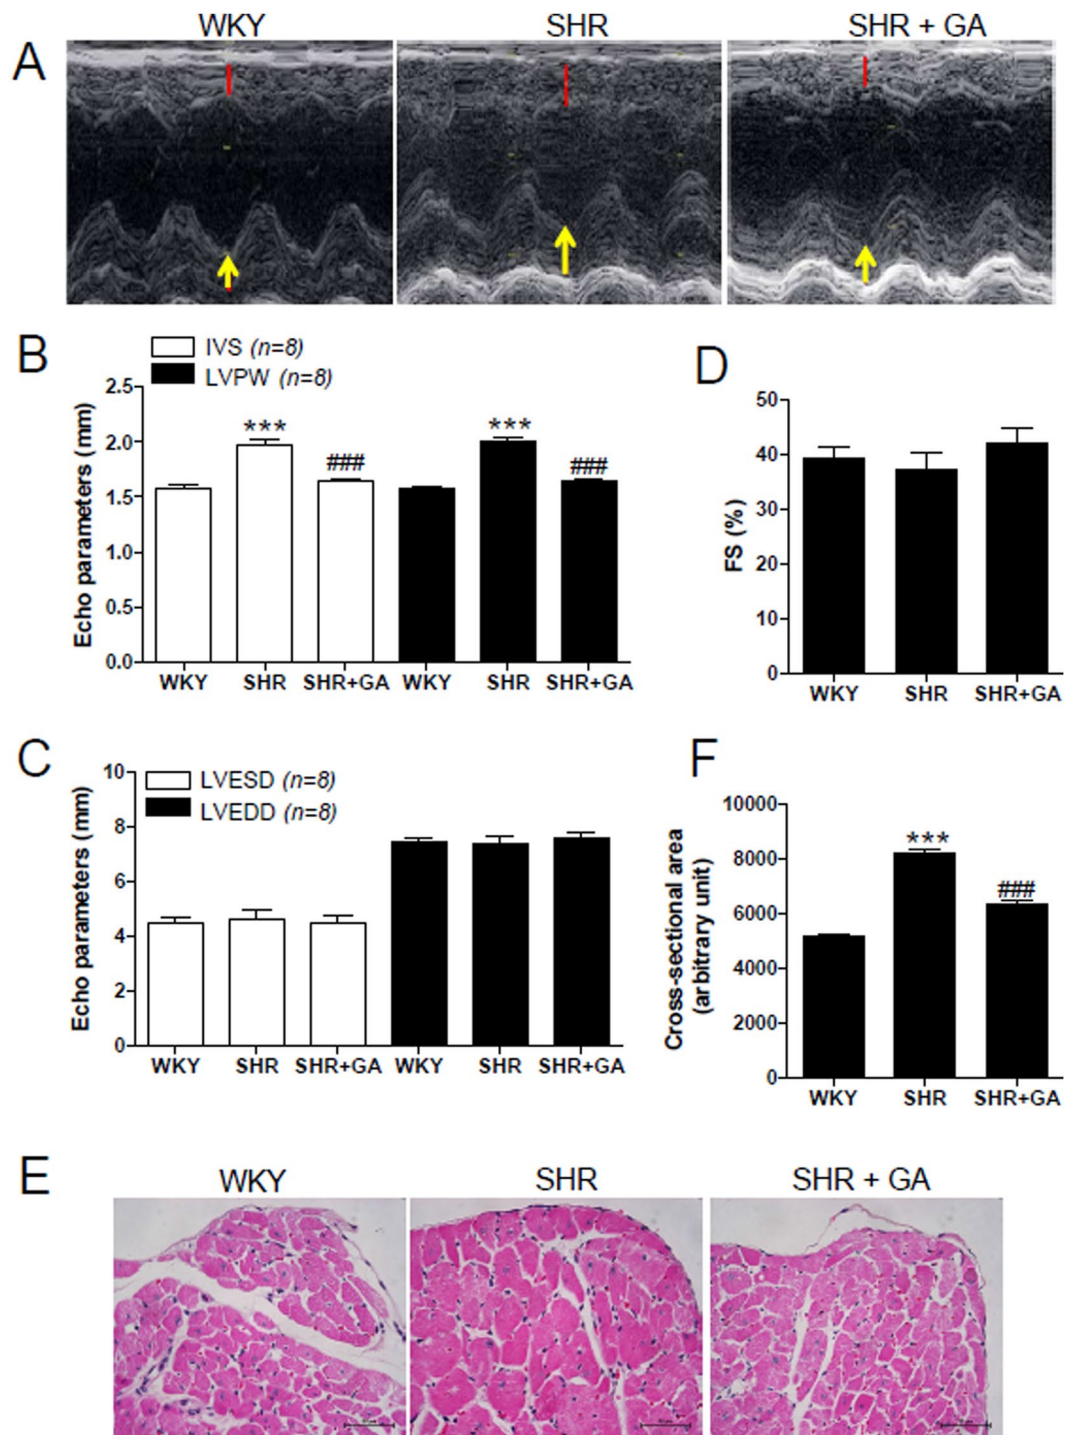 WKY SHR SHR + GA
A
B
IVS (n=8)
LVPW (n=8)
Echo parameters (mm)
2.5
2.0
1.5
1.0
0.5
0.0
***
###
***
###
WKY SHR SHR+GA WKY SHR SHR+GA
D
FS (%)
50
40
30
20
10
0
WKY SHR SHR+GA
C
LVESD (n=8)
LVEDD (n=8)
Echo parameters (mm)
10
8
6
4
2
0
WKY SHR SHR+GA WKY SHR SHR+GA
F
Cross-sectional area
(arbitrary unit)
10000
8000
6000
4000
2000
0
***
###
WKY SHR SHR+GA
E
WKY SHR SHR + GA